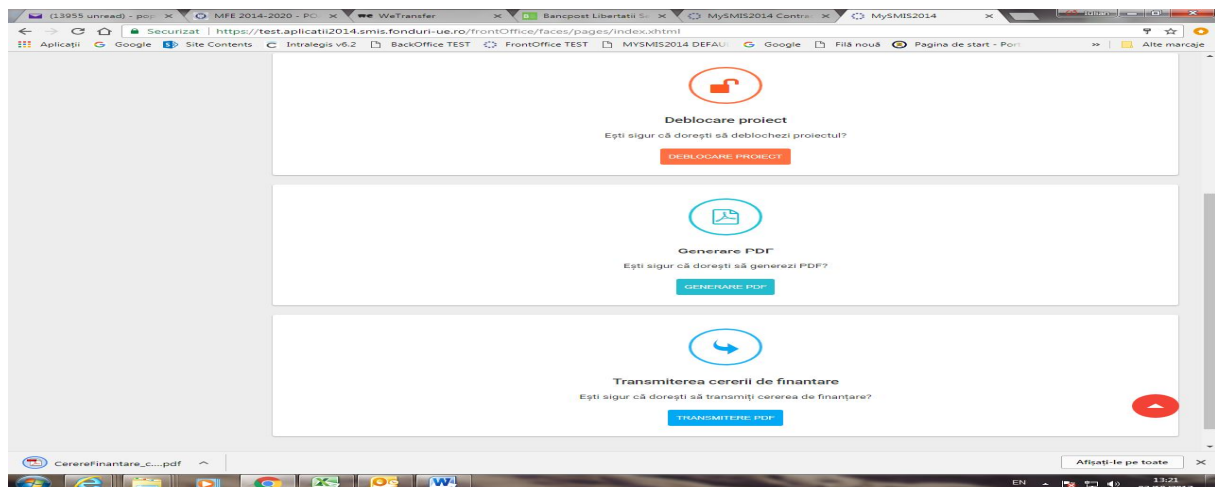 (13955 unread) - pop
MFE 2014-2020 - PO
we WeTransfer
Bancpost Libertatii S
MySMIS2014 Contra
MySMIS2014
Securizat | https://test.aplicatii2014.smis.fonduri-ue.ro/frontOffice/faces/pages/index.xhtml
Aplicații
Google
Site Contents
Intralegis v6.2
BackOffice TEST
FrontOffice TEST
MYSMIS2014 DEFAU
Google
Filă nouă
Pagina de start - Por
»
Alte marcaje
Deblocare proiect
Ești sigur că dorești să deblochezi proiectul?
DEBLOCARE PROIECT
Generare PDF
Ești sigur că dorești să generezi PDF?
GENERARE PDF
Transmiterea cererii de finantare
Ești sigur că dorești să transmiți cererea de finanțare?
TRANSMITERE PDF
CerereFinantare_c....pdf
Afișați-le pe toate
EN
13:21